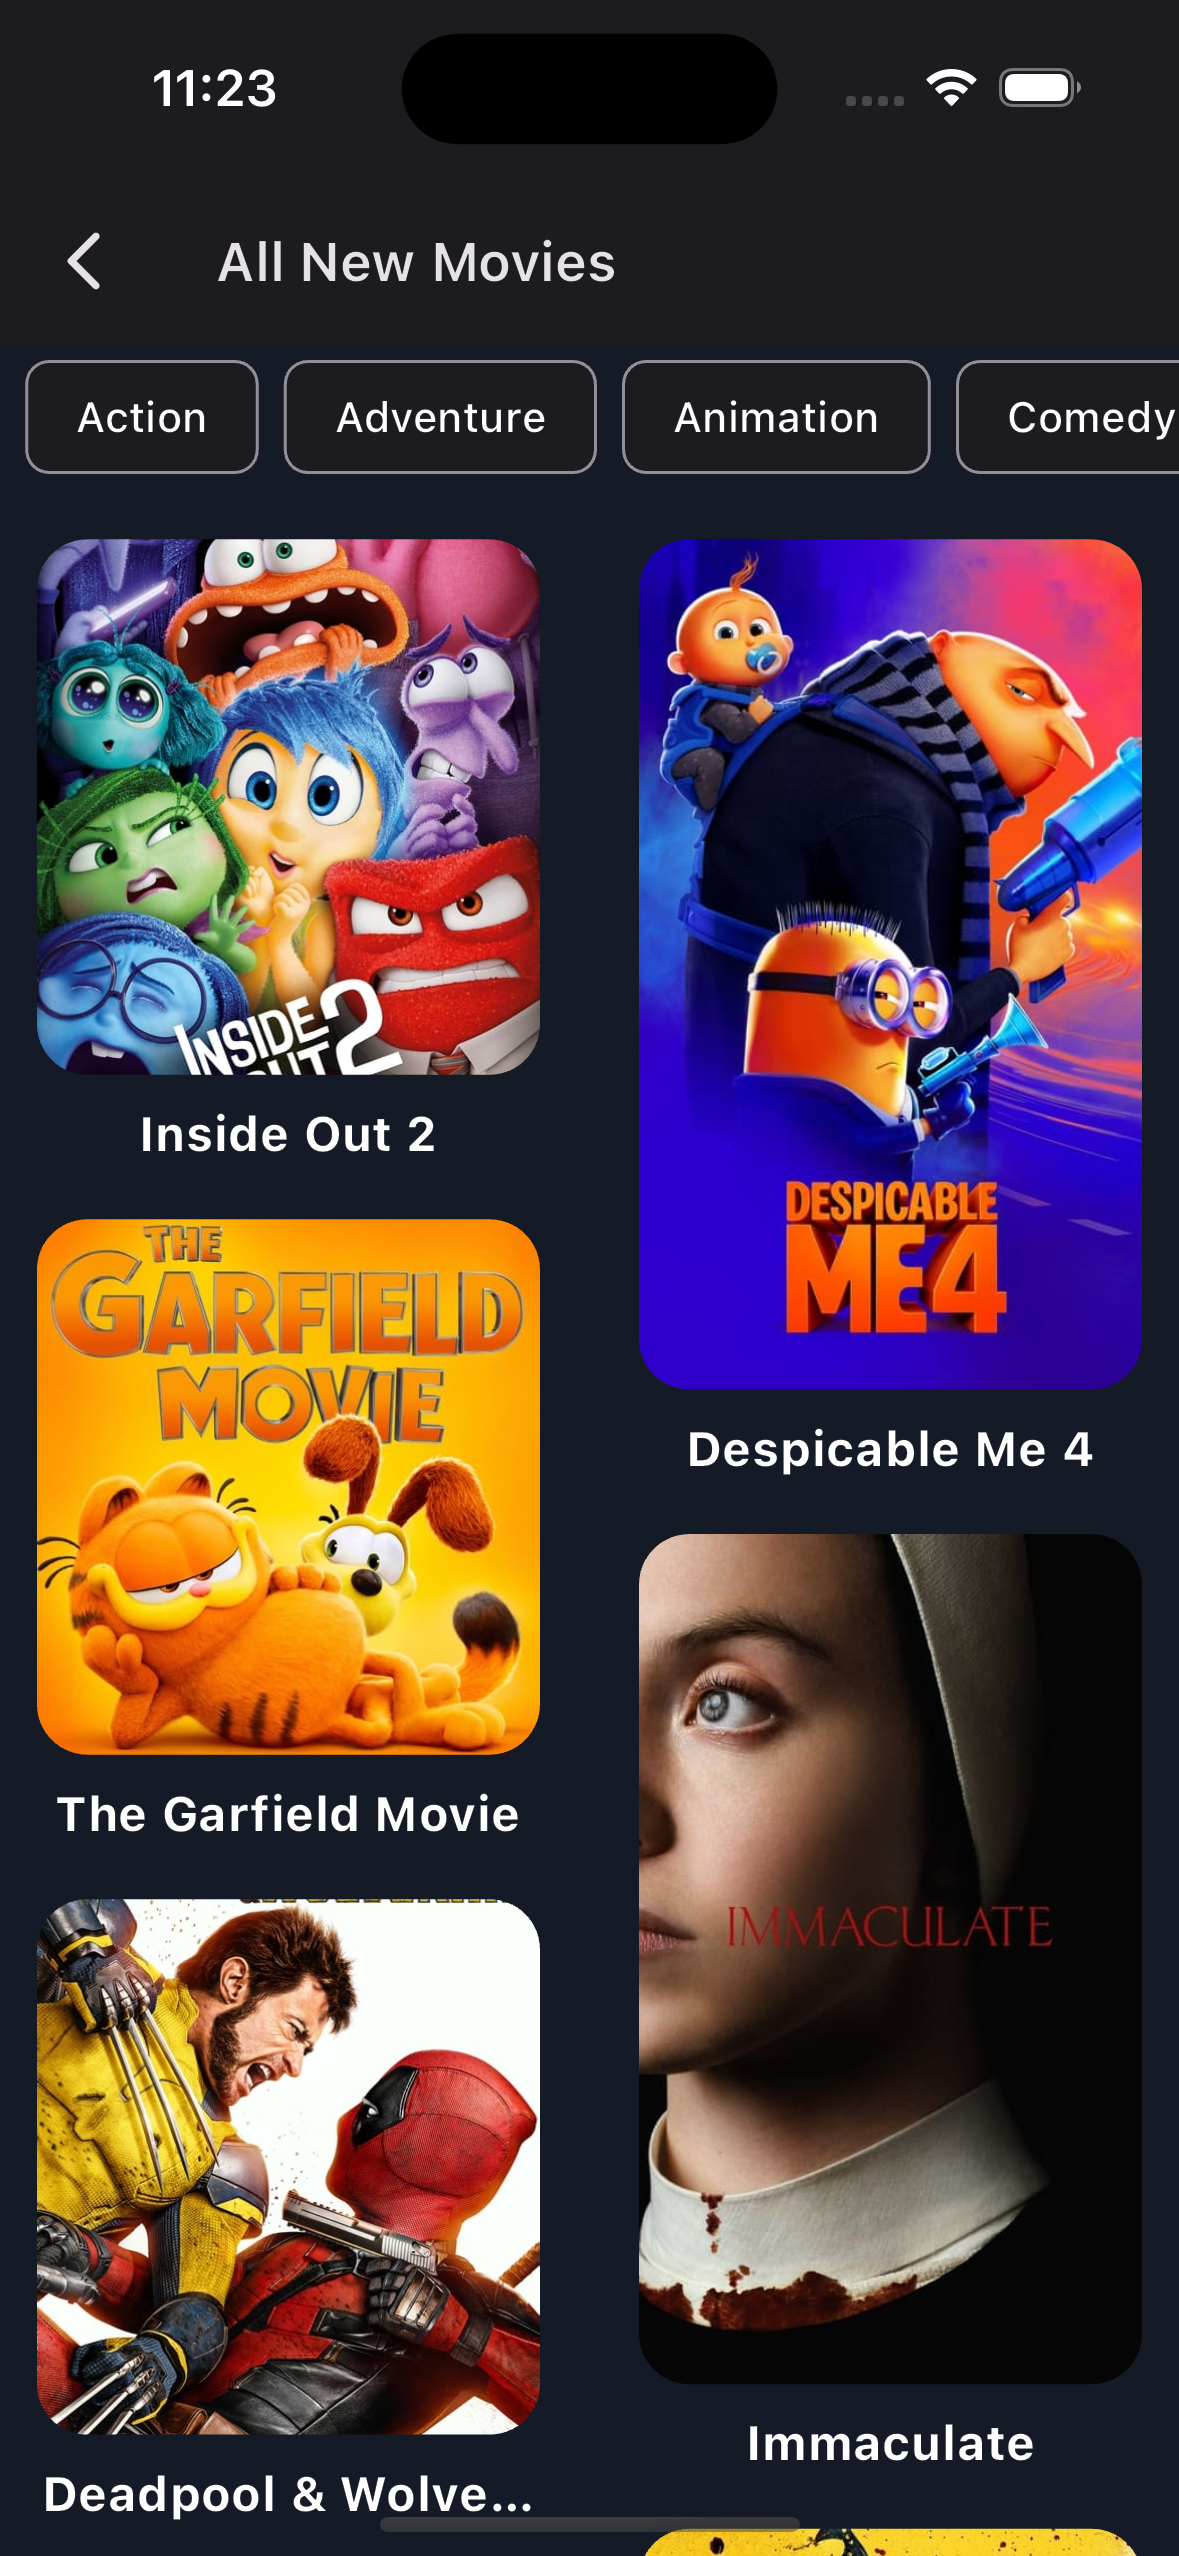 11:23
All New Movies
Action
Adventure
Animation
Comedy
INSIDE
OUT 2
Inside Out 2
DESPICABLE
ME 4
Despicable Me 4
THE
GARFIELD
MOVIE
The Garfield Movie
IMMACULATE
Immaculate
Deadpool & Wolve...